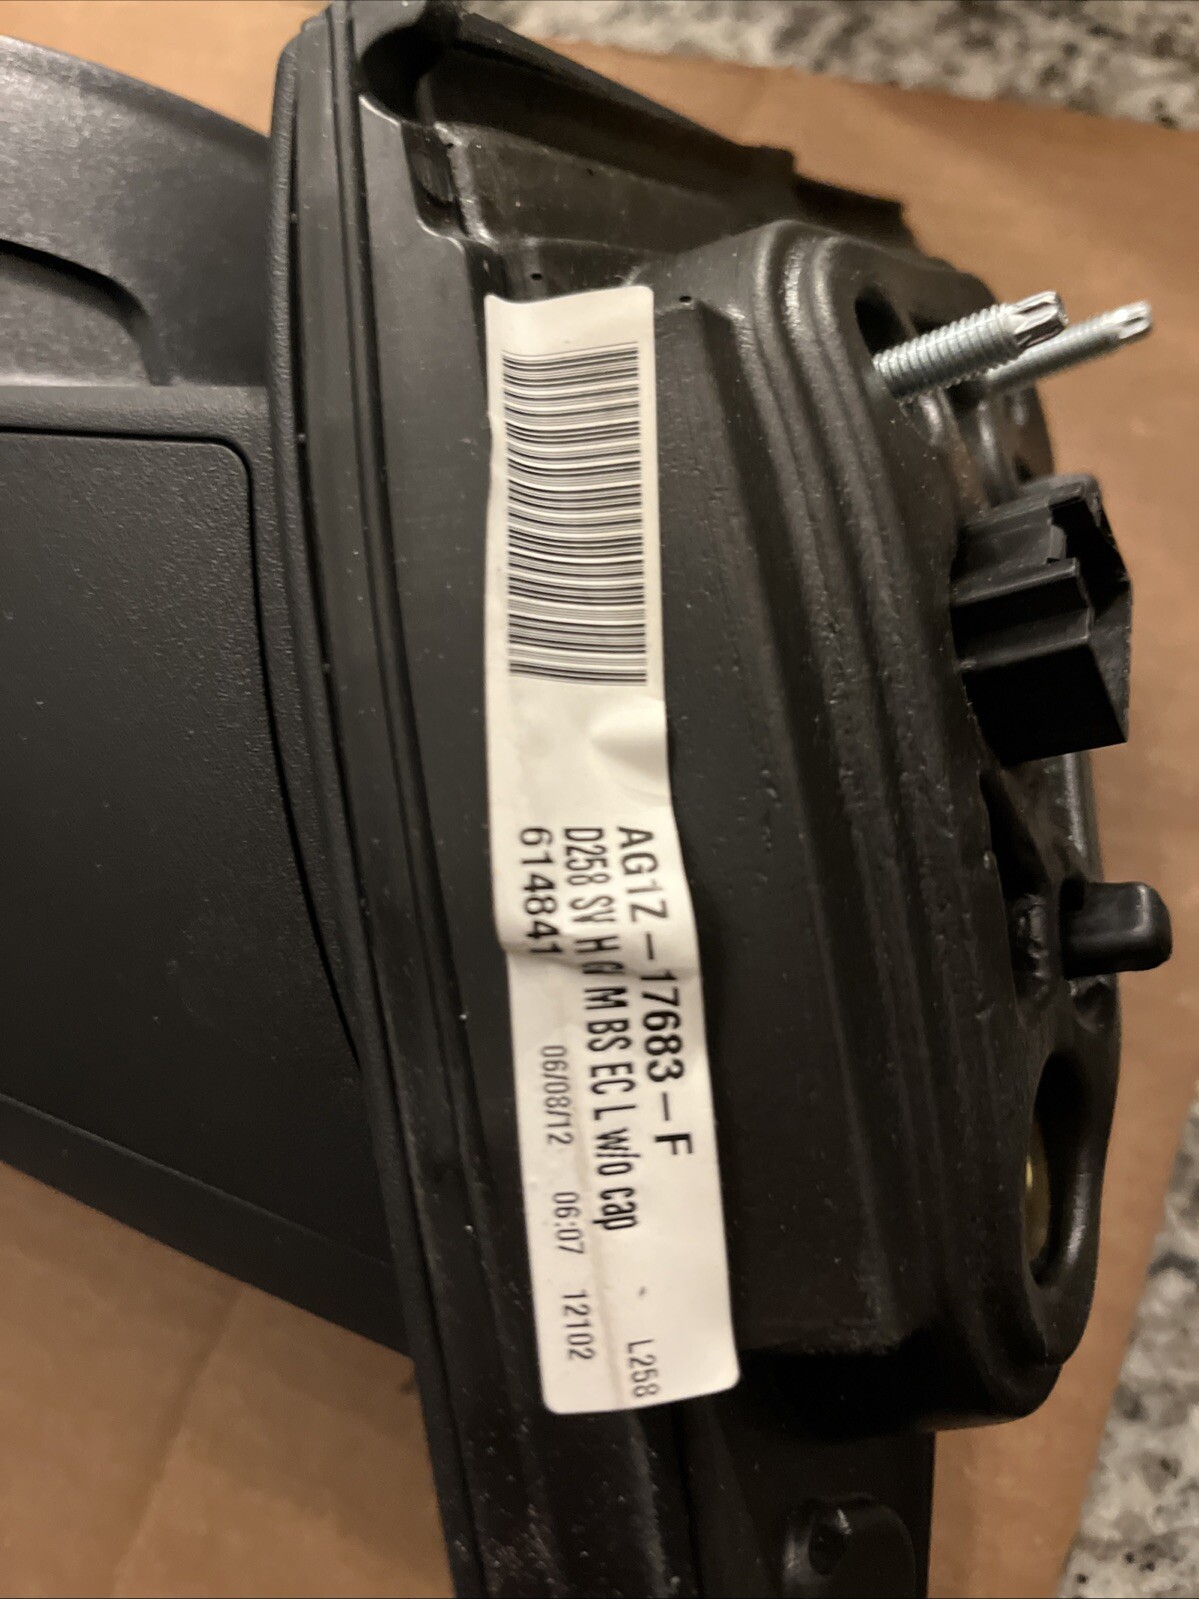 AG1Z-17683-F
D258 SV H M BS EC L w/o cap L258
614841 06/08/12 06:07 12102